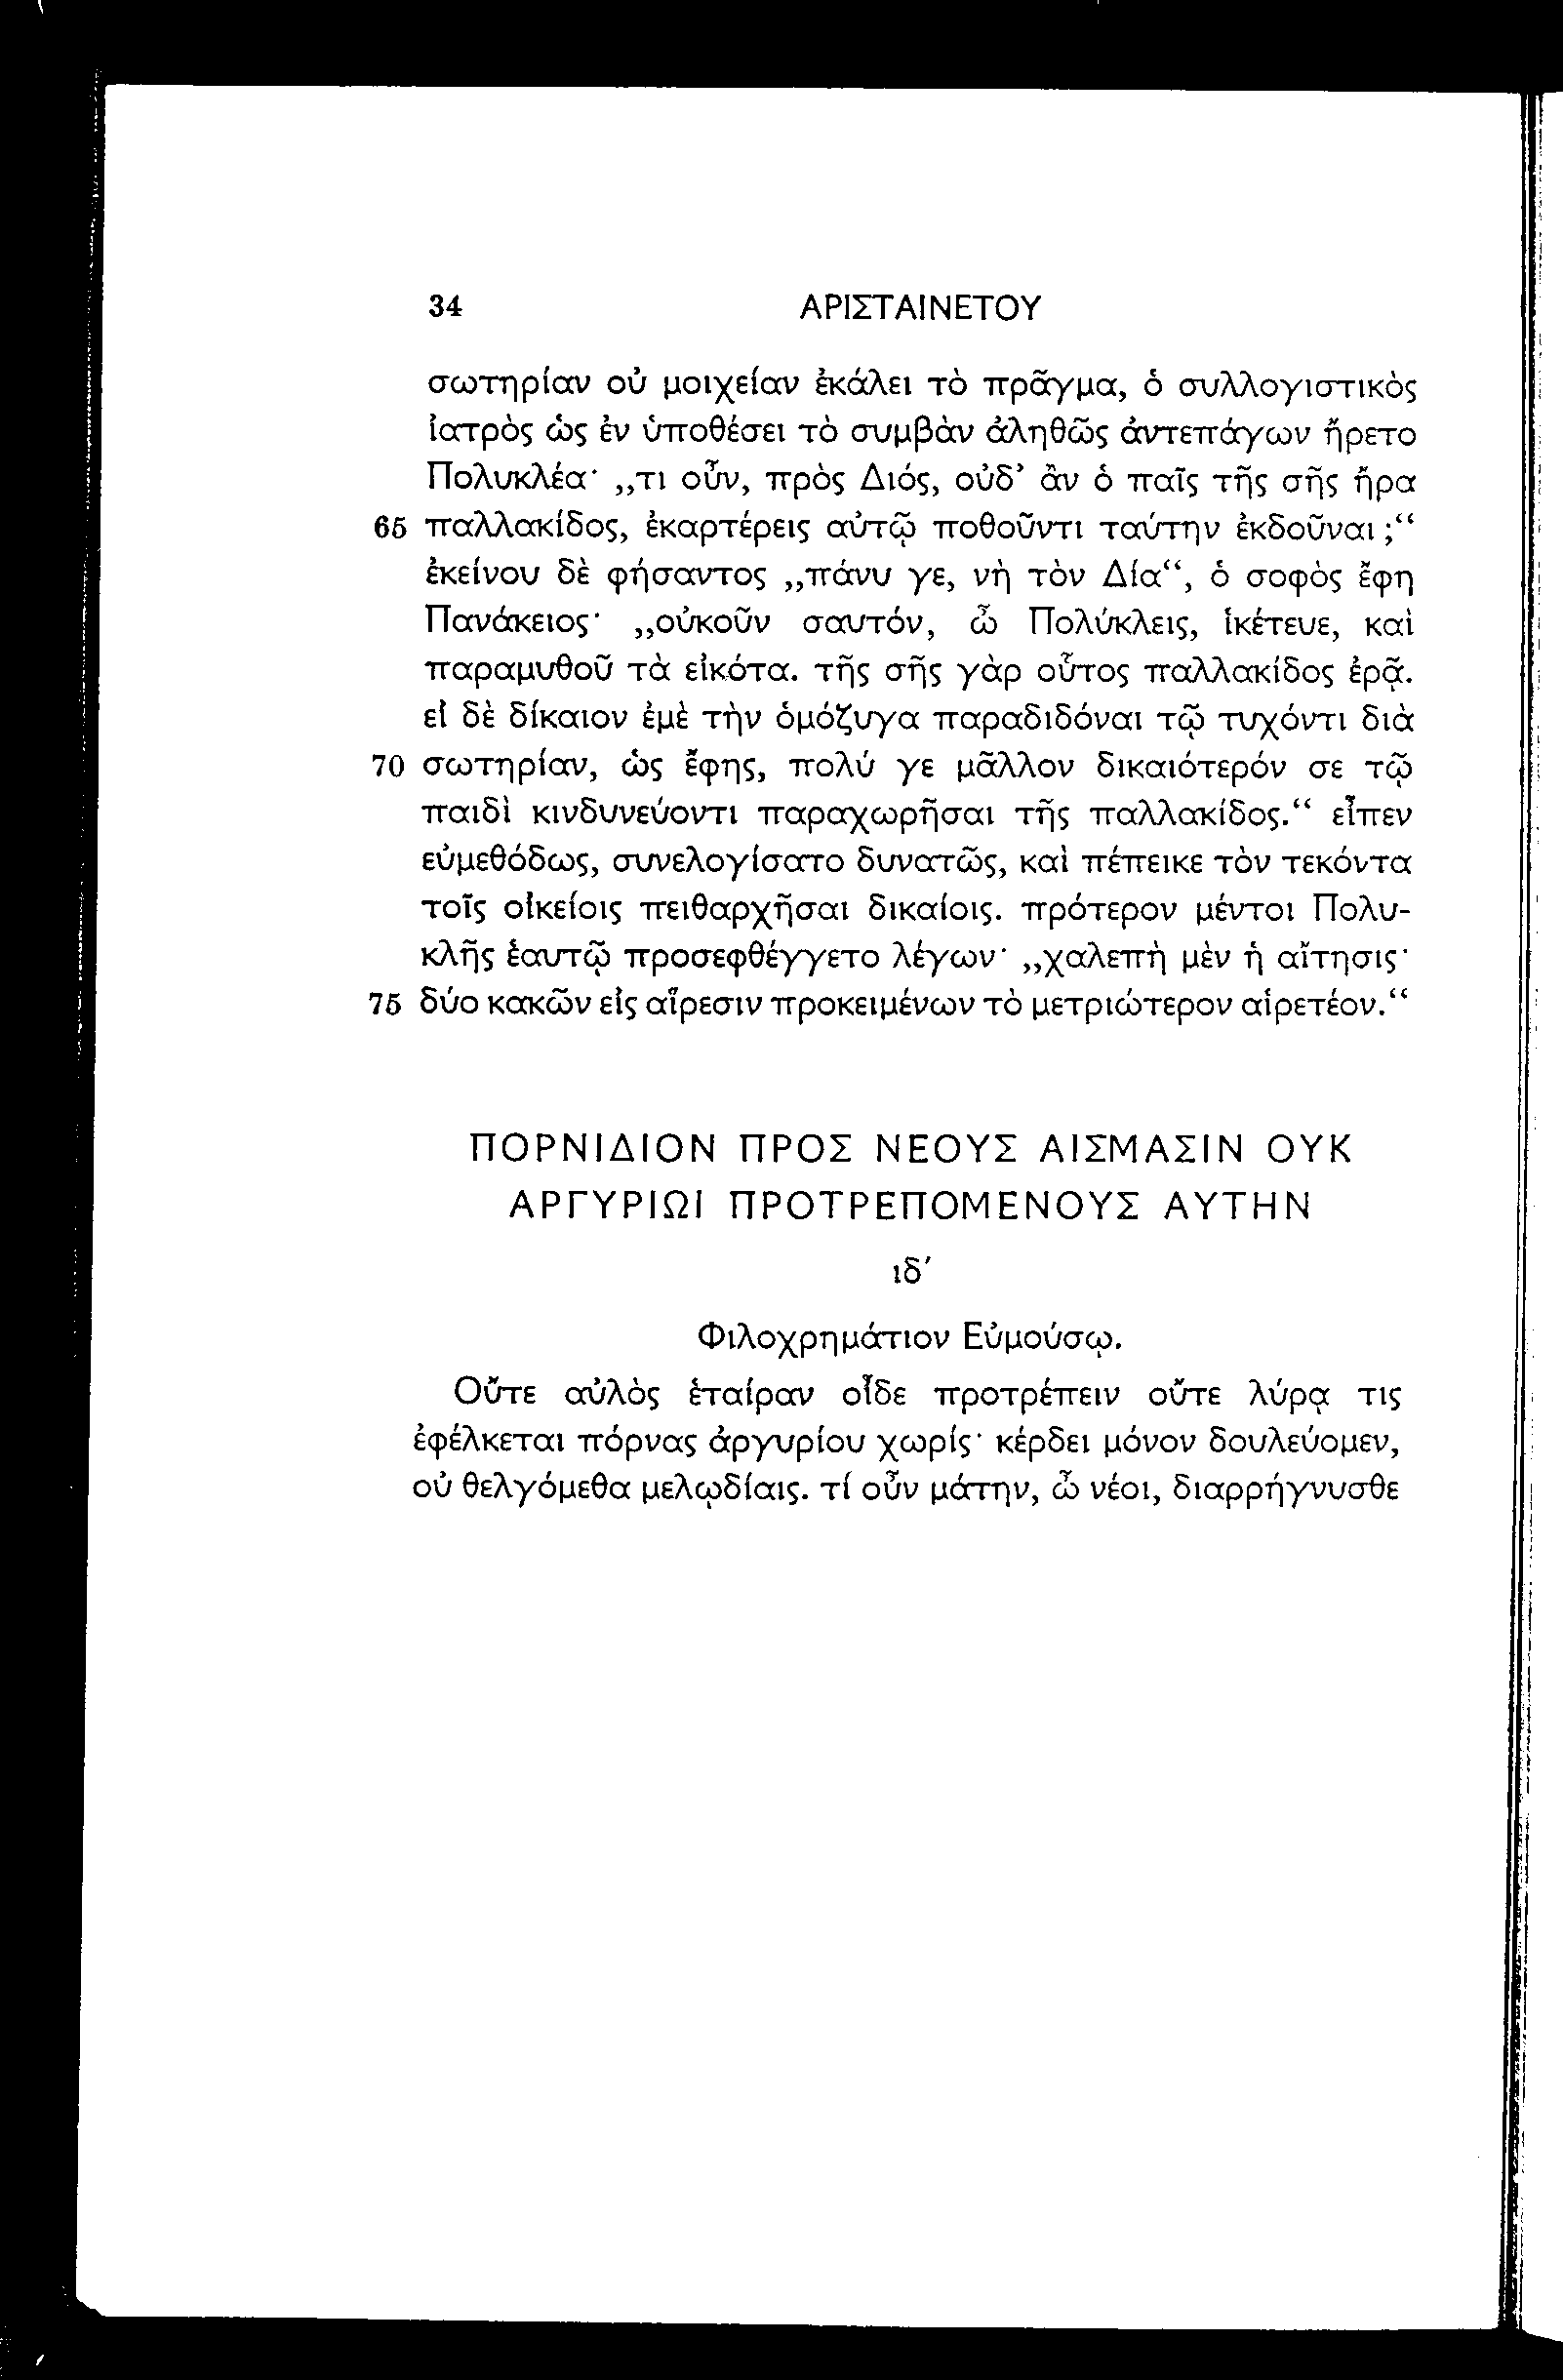 34 ΑΡΙΣΤΑΙΝΕΤΟΥ
σωτηρίαν οὐ μοιχείαν ἐκάλει τὸ πρᾶγμα, ὁ συλλογιστικὸς
ἰατρὸς ὡς ἐν ὑποθέσει τὸ συμβὰν ἀληθῶς ἀντεπάγων ἤρετο
Πολυκλέα· „τι οὖν, πρὸς Διός, οὐδ’ ἂν ὁ παῖς τῆς σῆς ἤρα
65 παλλακίδος, ἐκαρτέρεις αὐτῷ ποθοῦντι ταύτην ἐκδοῦναι;“
ἐκείνου δὲ φήσαντος „πάνυ γε, νὴ τὸν Δία“, ὁ σοφὸς ἔφη
Πανάκειος· „οὐκοῦν σαυτόν, ὦ Πολύκλεις, ἱκέτευε, καὶ
παραμυθοῦ τὰ εἰκότα. τῆς σῆς γὰρ οὗτος παλλακίδος ἐρᾷ.
εἰ δὲ δίκαιον ἐμὲ τὴν ὁμόζυγα παραδιδόναι τῷ τυχόντι διὰ
70 σωτηρίαν, ὡς ἔφης, πολύ γε μᾶλλον δικαιότερόν σε τῷ
παιδὶ κινδυνεύοντι παραχωρῆσαι τῆς παλλακίδος.“ εἶπεν
εὐμεθόδως, συνελογίσατο δυνατῶς, καὶ πέπεικε τὸν τεκόντα
τοῖς οἰκείοις πειθαρχῆσαι δικαίοις. πρότερον μέντοι Πολυ-
κλῆς ἑαυτῷ προσεφθέγγετο λέγων· „χαλεπὴ μὲν ἡ αἴτησις·
75 δύο κακῶν εἰς αἵρεσιν προκειμένων τὸ μετριώτερον αἱρετέον.“
ΠΟΡΝΙΔΙΟΝ ΠΡΟΣ ΝΕΟΥΣ ΑΙΣΜΑΣΙΝ ΟΥΚ
ΑΡΓΥΡΙΩΙ ΠΡΟΤΡΕΠΟΜΕΝΟΥΣ ΑΥΤΗΝ
ιδ′
Φιλοχρημάτιον Εὐμούσῳ.
Οὔτε αὐλὸς ἑταίραν οἶδε προτρέπειν οὔτε λύρᾳ τις
ἐφέλκεται πόρνας ἀργυρίου χωρίς· κέρδει μόνον δουλεύομεν,
οὐ θελγόμεθα μελῳδίαις. τί οὖν μάτην, ὦ νέοι, διαρρήγνυσθε